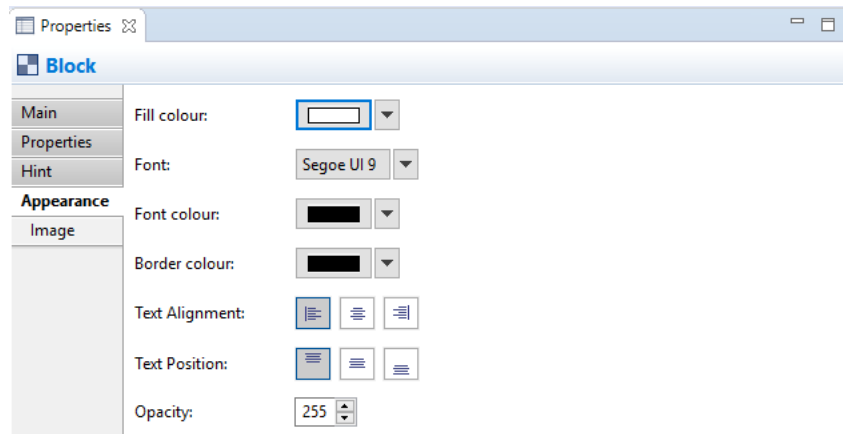 Properties
Block
Main
Properties
Hint
Appearance
Image
Fill colour:
Font: Segoe UI 9
Font colour:
Border colour:
Text Alignment:
Text Position:
Opacity: 255